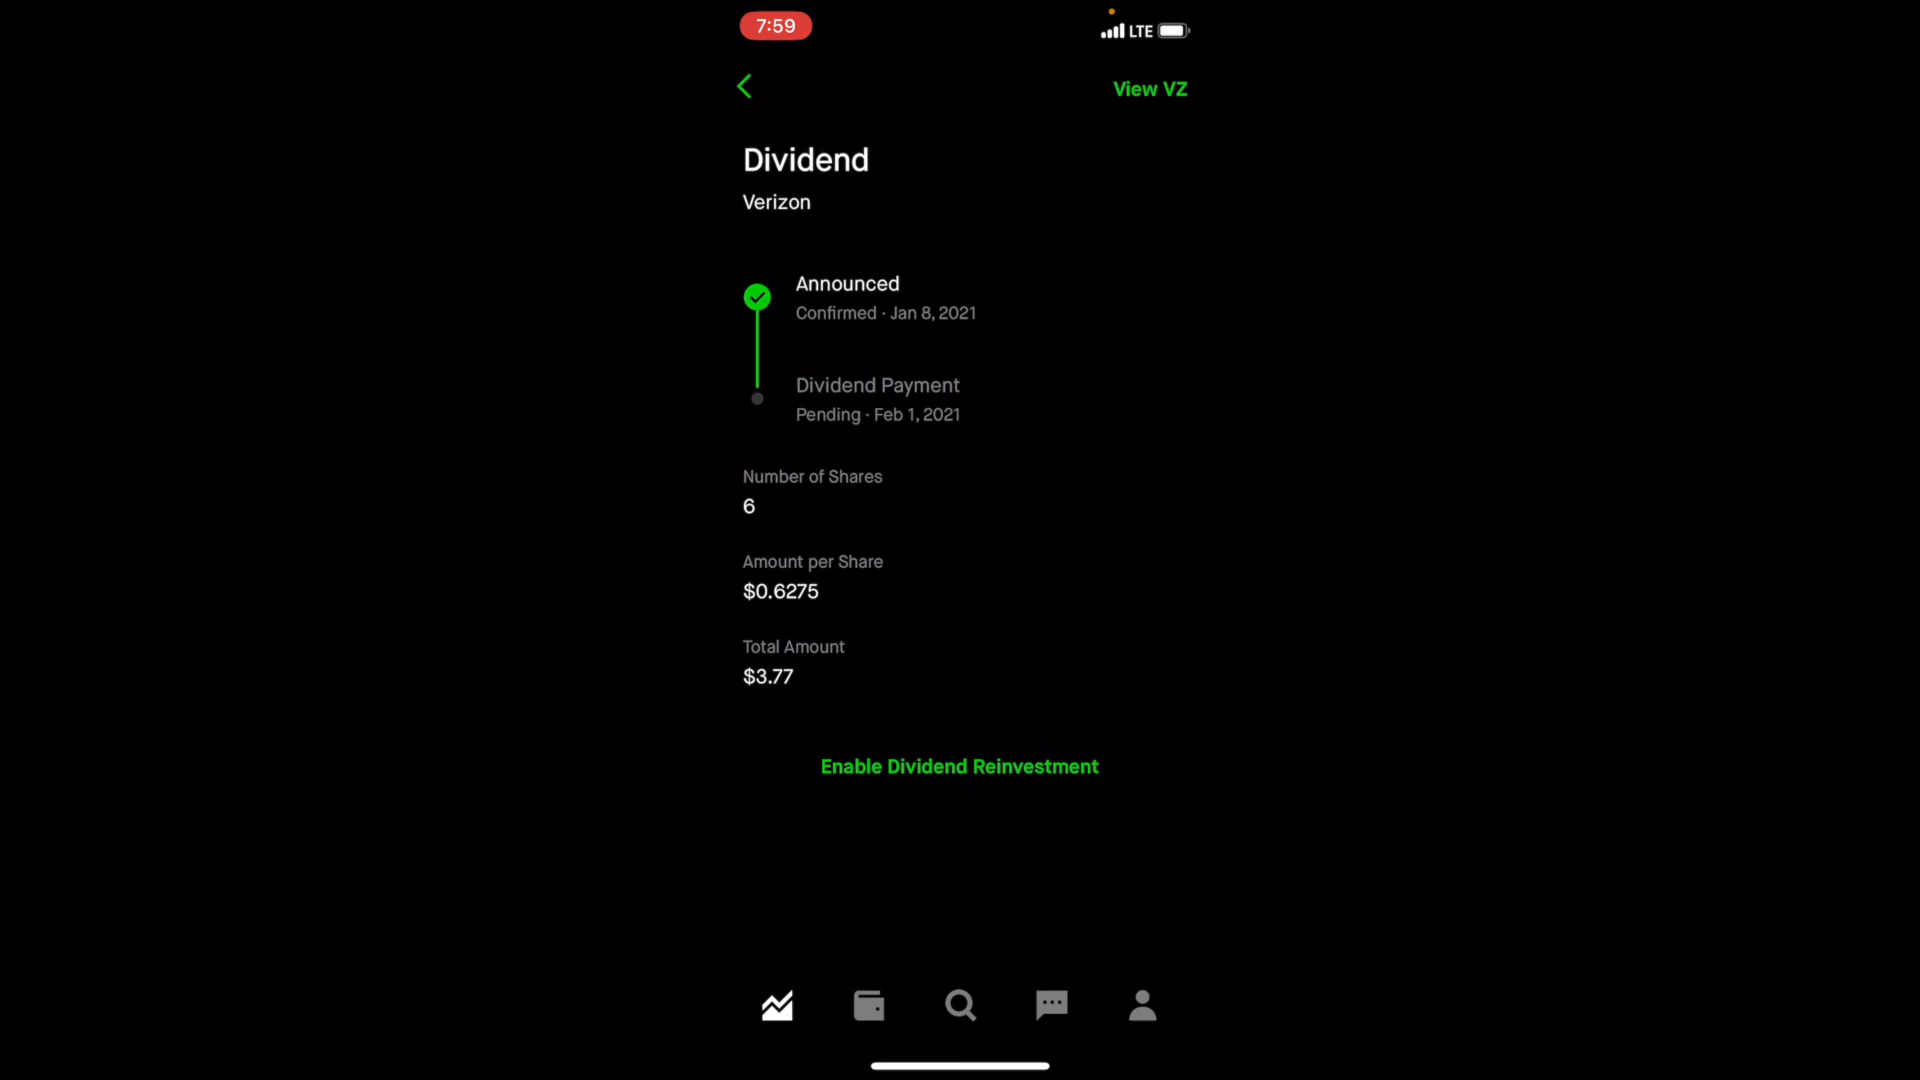 7:59
LTE
View VZ
Dividend
Verizon
Announced
Confirmed · Jan 8, 2021
Dividend Payment
Pending · Feb 1, 2021
Number of Shares
6
Amount per Share
$0.6275
Total Amount
$3.77
Enable Dividend Reinvestment